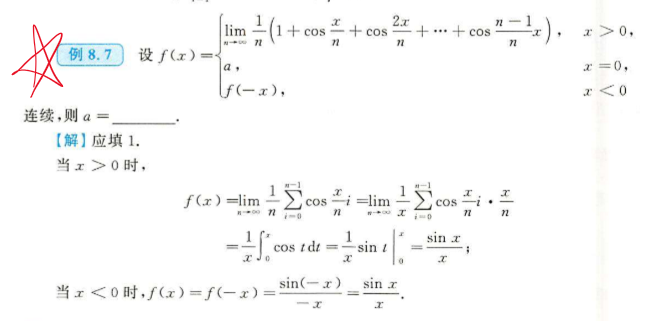 例 8.7 设 f(x)={ lim_{n→∞} 1/n (1+cos x/n +cos 2x/n +⋯+cos (n−1)/n x), x>0,
a, x=0,
f(−x), x<0
连续,则 a=________.
【解】应填 1.
当 x>0 时,
f(x)=lim_{n→∞} 1/n ∑_{i=0}^{n−1} cos x/n i=lim_{n→∞} 1/x ∑_{i=0}^{n−1} cos x/n i · x/n
=1/x ∫_0^x cos t dt=1/x sin t |_0^x=sin x/x;
当 x<0 时,f(x)=f(−x)=sin(−x)/−x=sin x/x.